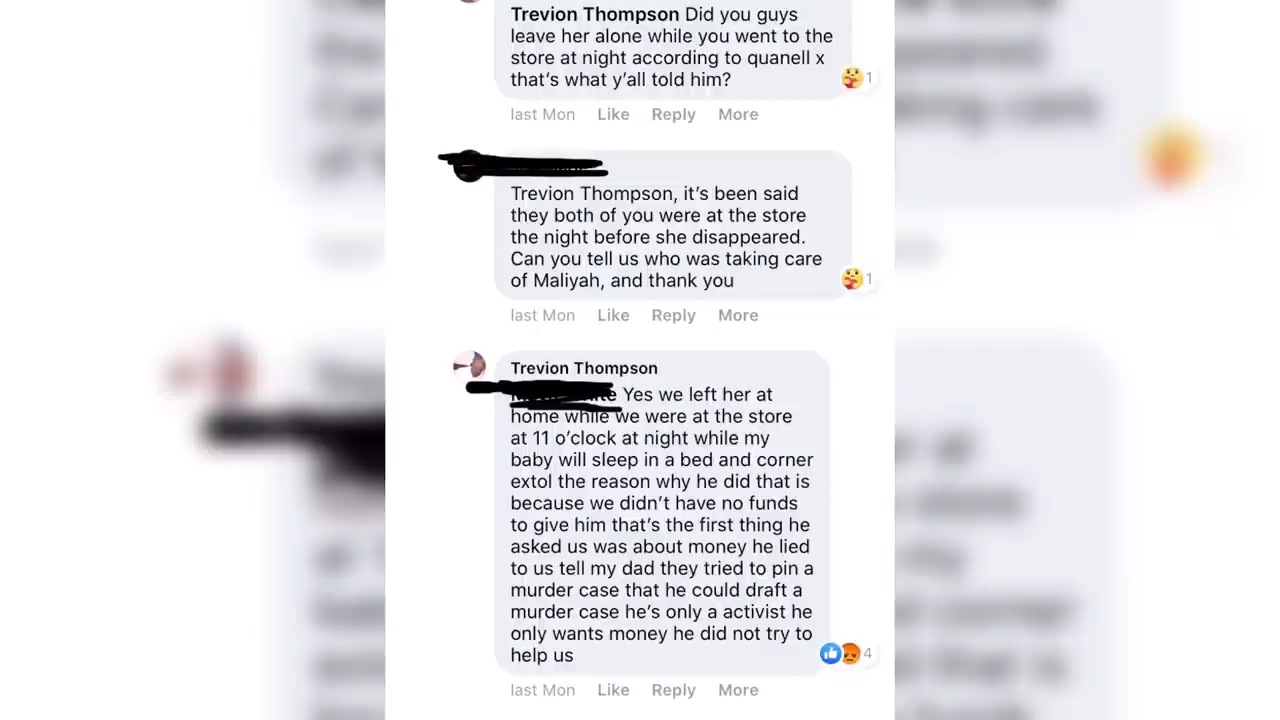 Trevion Thompson Did you guys
leave her alone while you went to the
store at night according to quanell x
that's what y'all told him?
1
last Mon Like Reply More
Trevion Thompson, it's been said
they both of you were at the store
the night before she disappeared.
Can you tell us who was taking care
of Maliyah, and thank you
1
last Mon Like Reply More
Trevion Thompson
Yes we left her at
home while we were at the store
at 11 o'clock at night while my
baby will sleep in a bed and corner
extol the reason why he did that is
because we didn't have no funds
to give him that's the first thing he
asked us was about money he lied
to us tell my dad they tried to pin a
murder case that he could draft a
murder case he's only a activist he
only wants money he did not try to
help us
4
last Mon Like Reply More